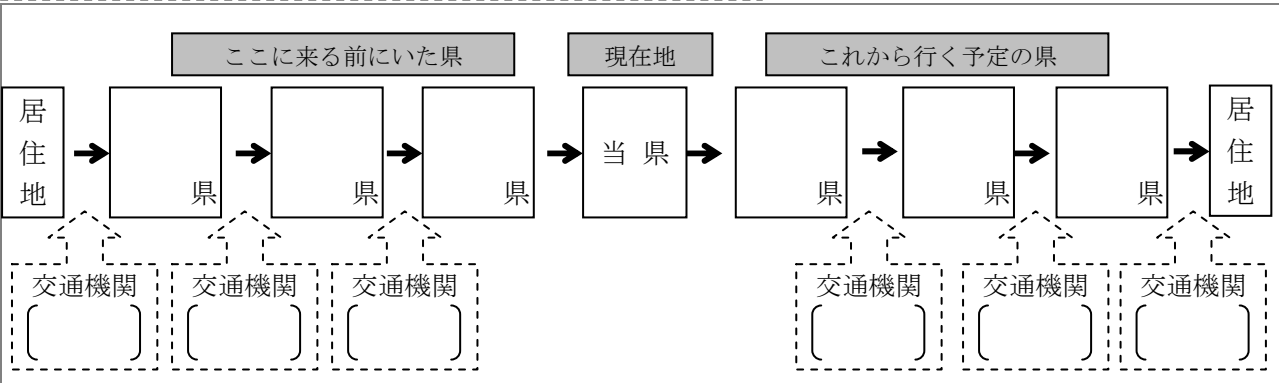 ここに来る前にいた県
現在地
これから行く予定の県
居住地
県
県
県
当 県
県
県
県
居住地
交通機関
交通機関
交通機関
交通機関
交通機関
交通機関